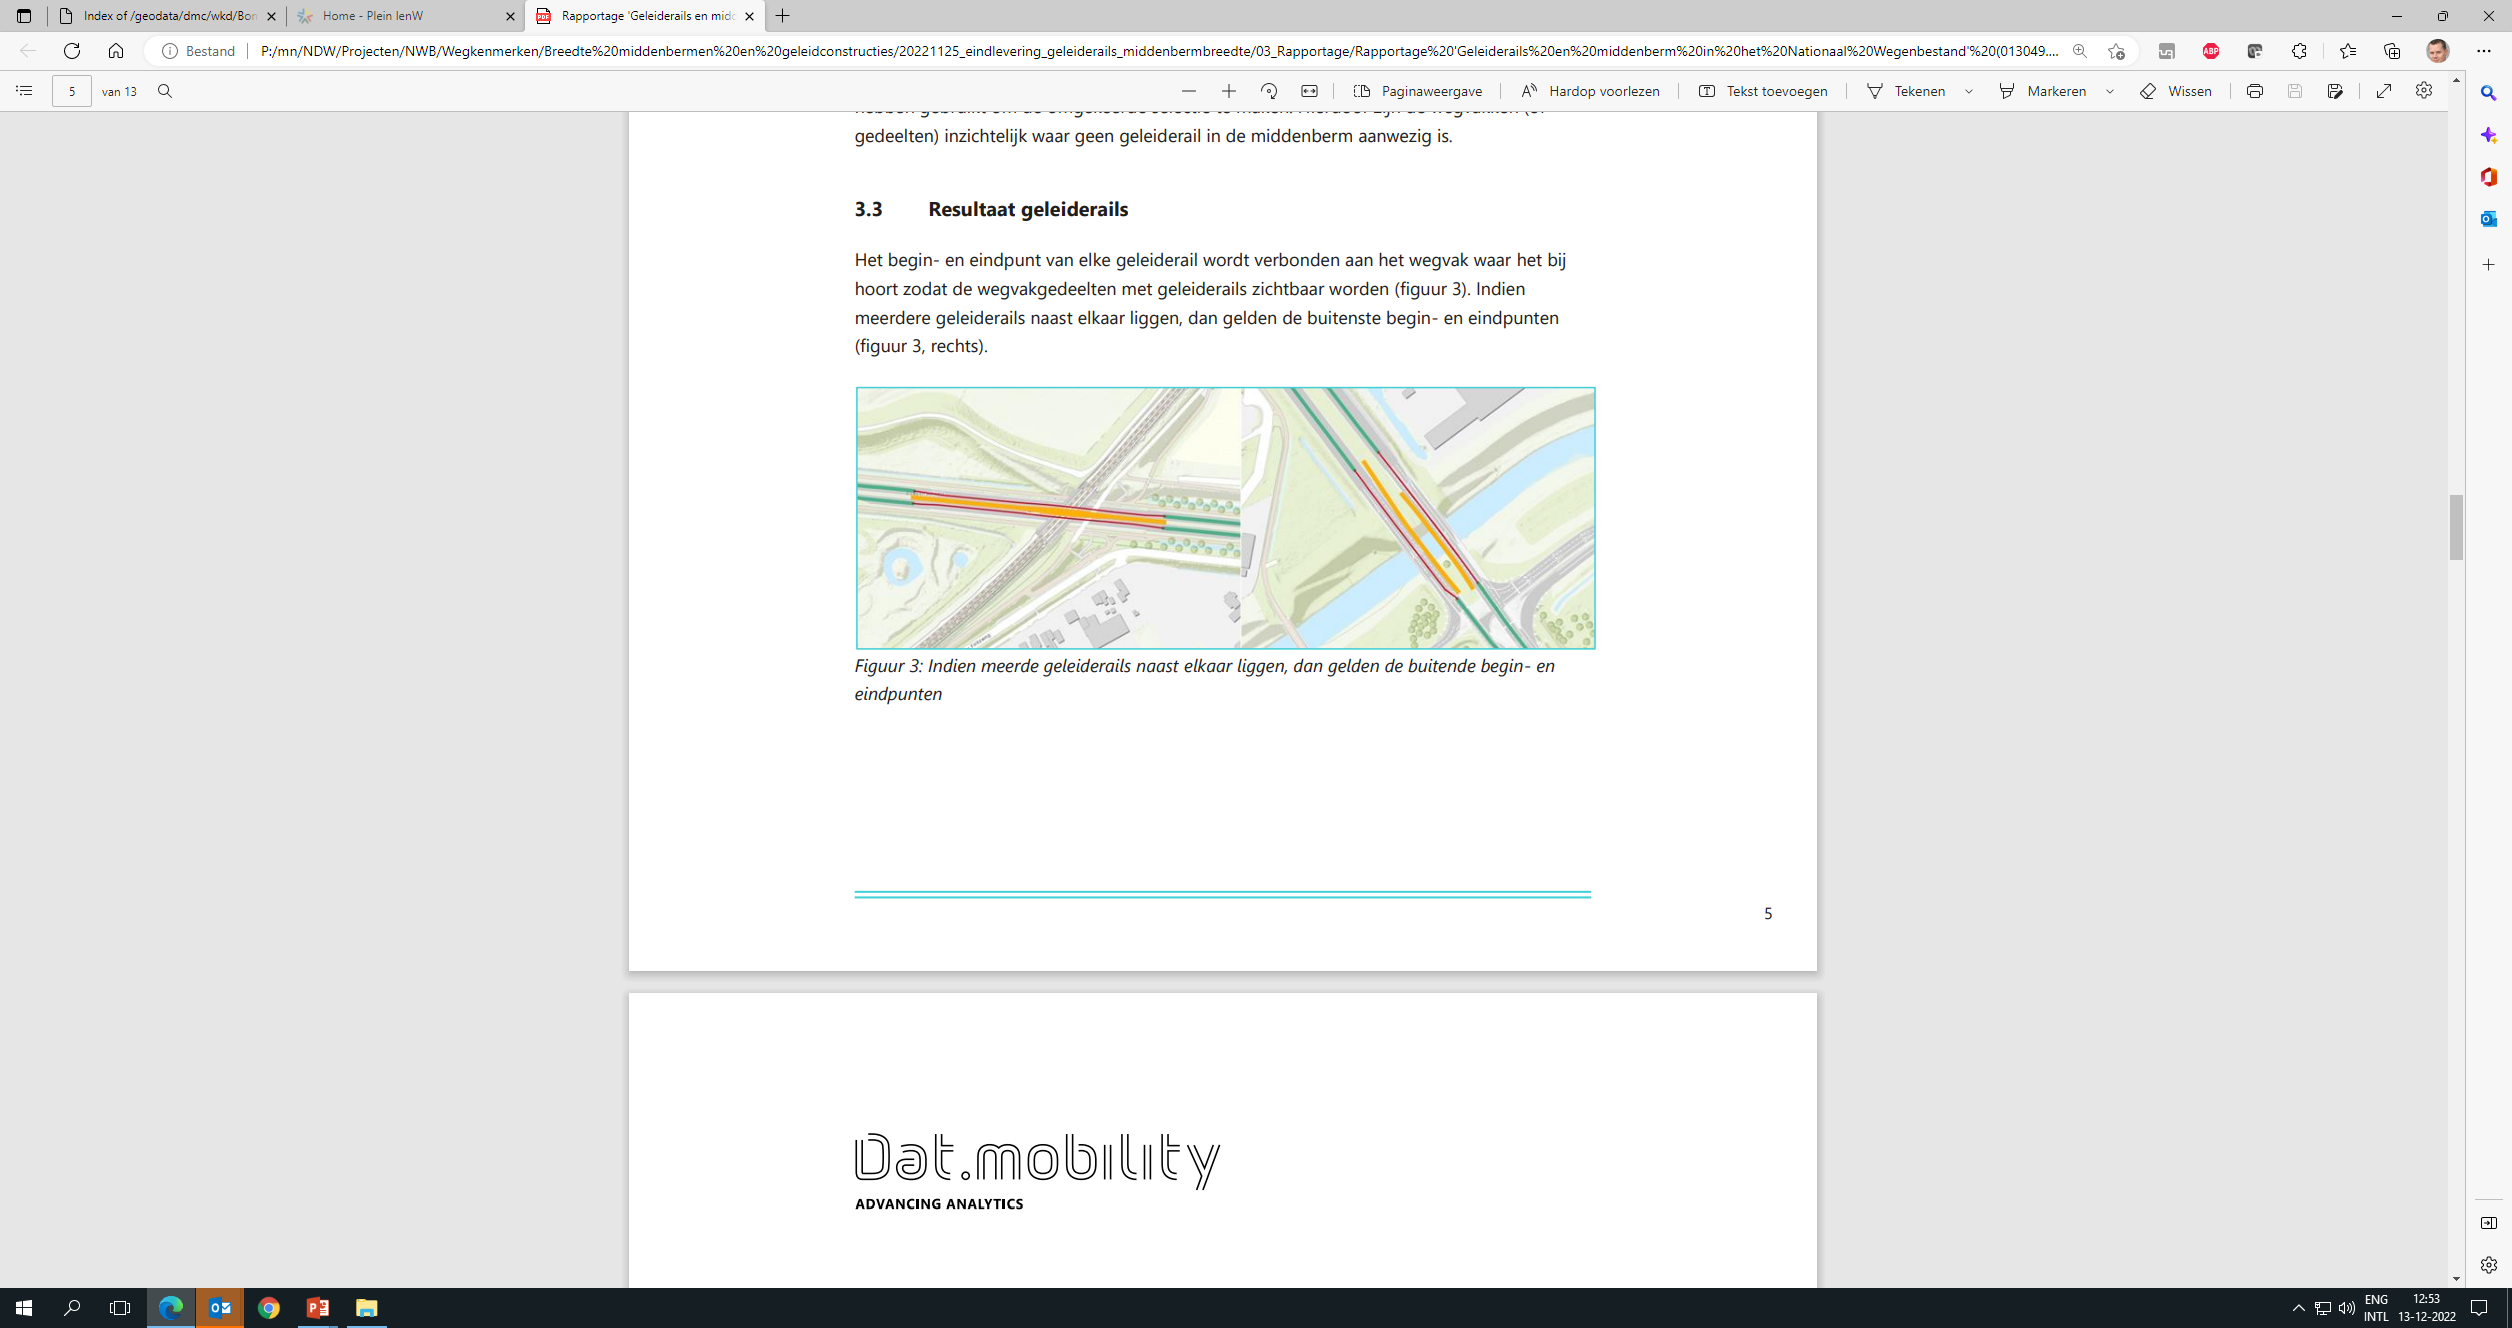 Index of /geodata/dmc/wkd/Bor
Home - Plein IenW
Rapportage 'Geleiderails en midd
Bestand
P:/mn/NDW/Projecten/NWB/Wegkenmerken/Breedte%20middenbermen%20en%20geleidconstructies/20221125_eindlevering_geleiderails_middenbermbreedte/03_Rapportage/Rapportage%20'Geleiderails%20en%20middenberm%20in%20het%20Nationaal%20Wegenbestand'%20(013049....
ABP
5 van 13
Paginaweergave
Hardop voorlezen
Tekst toevoegen
Tekenen
Markeren
Wissen
gedeelten) inzichtelijk waar geen geleiderail in de middenberm aanwezig is.
3.3 Resultaat geleiderails
Het begin- en eindpunt van elke geleiderail wordt verbonden aan het wegvak waar het bij
hoort zodat de wegvakgedeelten met geleiderails zichtbaar worden (figuur 3). Indien
meerdere geleiderails naast elkaar liggen, dan gelden de buitenste begin- en eindpunten
(figuur 3, rechts).
Figuur 3: Indien meerde geleiderails naast elkaar liggen, dan gelden de buitende begin- en
eindpunten
5
Dat.mobility
ADVANCING ANALYTICS
ENG
INTL
12:53
13-12-2022